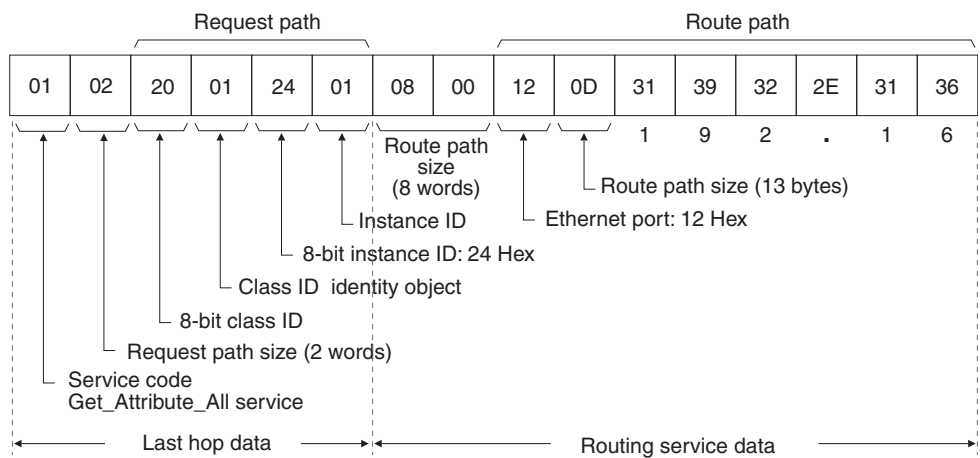 Request path Route path
01 02 20 01 24 01 08 00 12 0D 31 39 32 2E 31 36
1 9 2 . 1 6
Route path
size
(8 words)
Route path size (13 bytes)
Instance ID
Ethernet port: 12 Hex
8-bit instance ID: 24 Hex
Class ID identity object
8-bit class ID
Request path size (2 words)
Service code
Get_Attribute_All service
Last hop data Routing service data